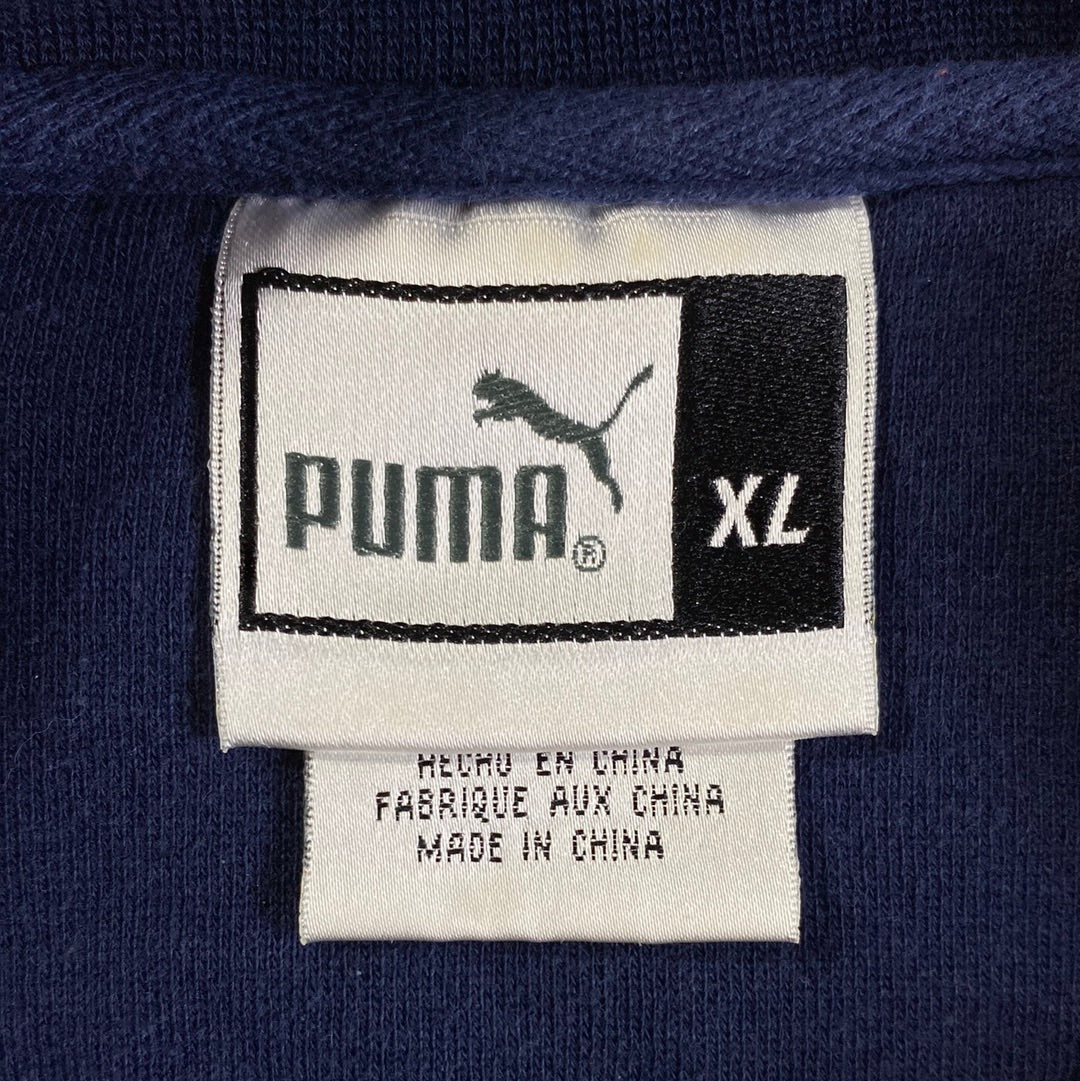 PUMA®
XL
HECHO EN CHINA
FABRIQUE AUX CHINA
MADE IN CHINA